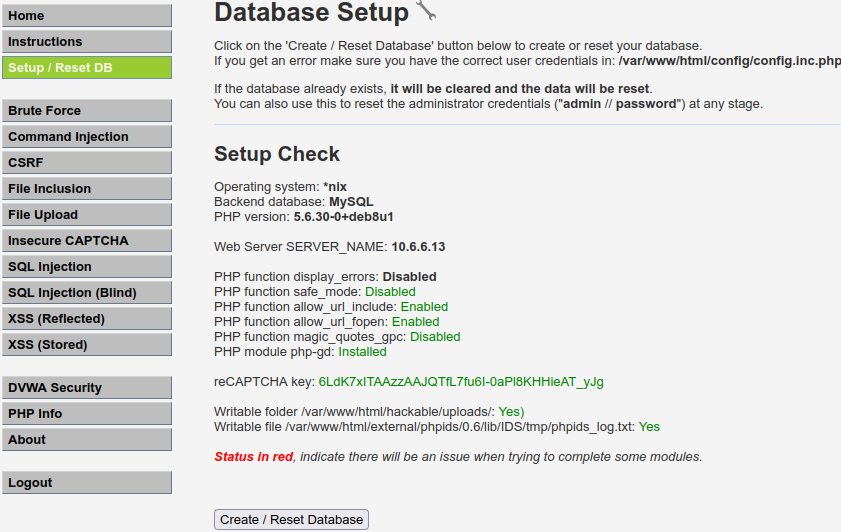 Home
Instructions
Setup / Reset DB
Brute Force
Command Injection
CSRF
File Inclusion
File Upload
Insecure CAPTCHA
SQL Injection
SQL Injection (Blind)
XSS (Reflected)
XSS (Stored)
DVWA Security
PHP Info
About
Logout
Database Setup
Click on the 'Create / Reset Database' button below to create or reset your database.
If you get an error make sure you have the correct user credentials in: /var/www/html/config/config.inc.php
If the database already exists, it will be cleared and the data will be reset.
You can also use this to reset the administrator credentials ("admin // password") at any stage.
Setup Check
Operating system: *nix
Backend database: MySQL
PHP version: 5.6.30-0+deb8u1
Web Server SERVER_NAME: 10.6.6.13
PHP function display_errors: Disabled
PHP function safe_mode: Disabled
PHP function allow_url_include: Enabled
PHP function allow_url_fopen: Enabled
PHP function magic_quotes_gpc: Disabled
PHP module php-gd: Installed
reCAPTCHA key: 6LdK7xITAAzzAAJQTfL7fu6I-0aPl8KHHieAT_yJg
Writable folder /var/www/html/hackable/uploads/: Yes)
Writable file /var/www/html/external/phpids/0.6/lib/IDS/tmp/phpids_log.txt: Yes
Status in red, indicate there will be an issue when trying to complete some modules.
Create / Reset Database